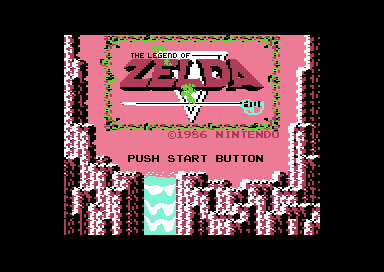 THE LEGEND OF
ZELDA
©1986 NINTENDO
PUSH START BUTTON